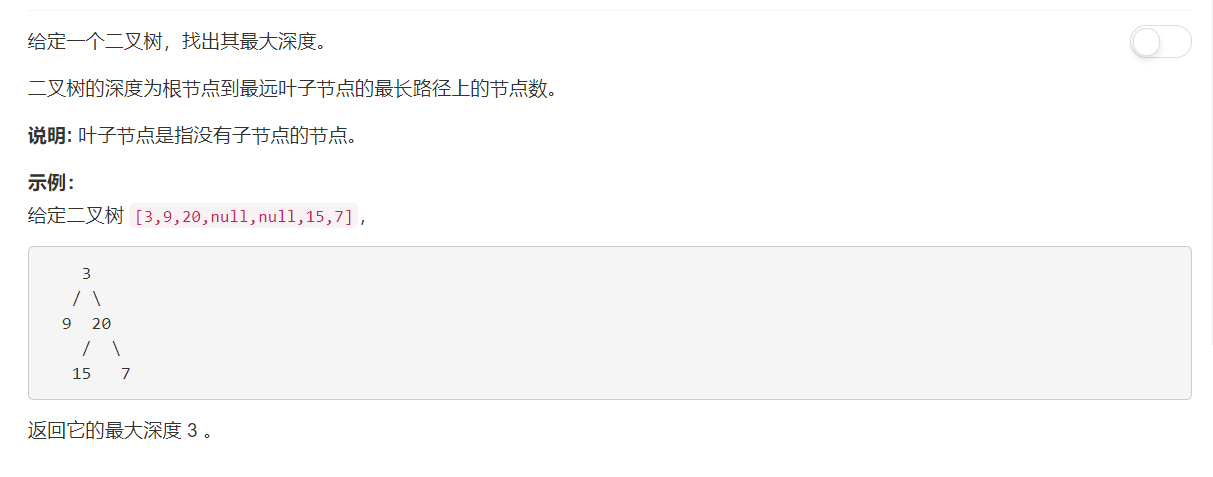 给定一个二叉树，找出其最大深度。
二叉树的深度为根节点到最远叶子节点的最长路径上的节点数。
说明: 叶子节点是指没有子节点的节点。
示例：
给定二叉树 [3,9,20,null,null,15,7]，
3
/ \
9  20
/  \
15   7
返回它的最大深度 3 。